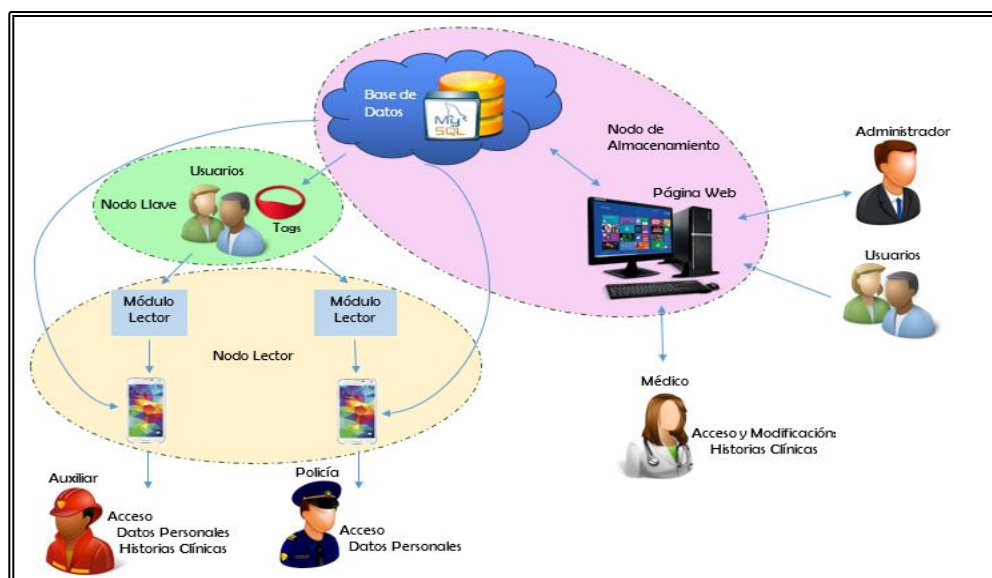 Base de
Datos
My
SQL
Nodo de
Almacenamiento
Página Web
Administrador
Usuarios
Usuarios
Nodo Llave
Tags
Módulo
Lector
Módulo
Lector
Nodo Lector
Médico
Acceso y Modificación:
Historias Clínicas
Auxiliar
Acceso
Datos Personales
Historias Clínicas
Policía
Acceso
Datos Personales